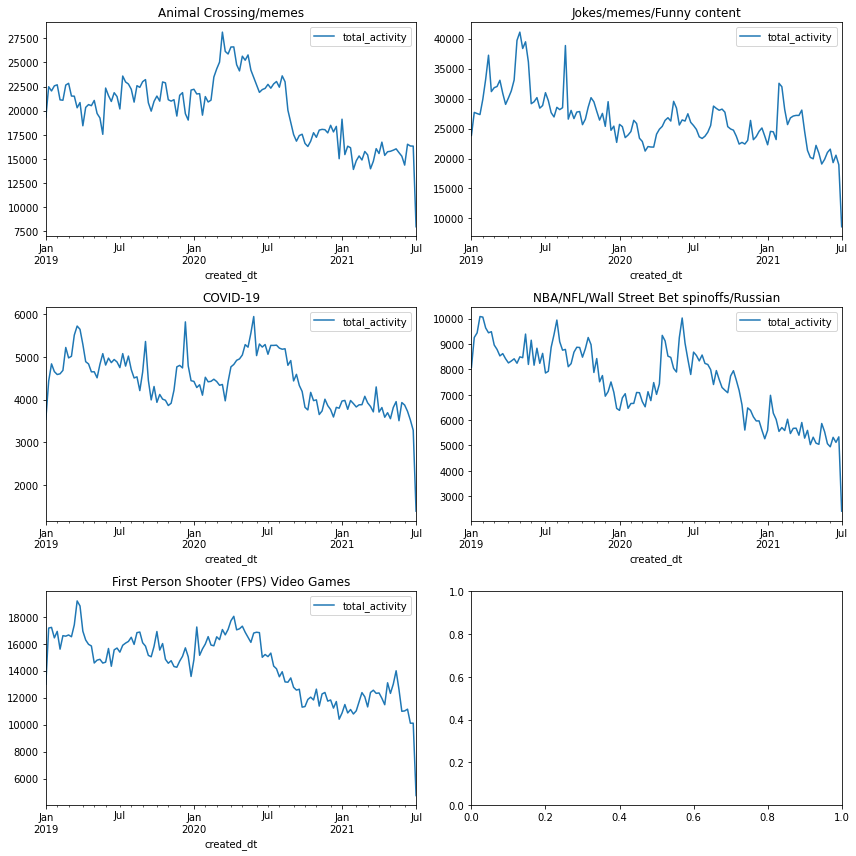 Animal Crossing/memes
total_activity
27500
25000
22500
20000
17500
15000
12500
10000
7500
Jan Jul Jan Jul Jan Jul
2019 2020 2021
created_dt
Jokes/memes/Funny content
total_activity
40000
35000
30000
25000
20000
15000
10000
Jan Jul Jan Jul Jan Jul
2019 2020 2021
created_dt
COVID-19
total_activity
6000
5000
4000
3000
2000
Jan Jul Jan Jul Jan Jul
2019 2020 2021
created_dt
NBA/NFL/Wall Street Bet spinoffs/Russian
total_activity
10000
9000
8000
7000
6000
5000
4000
3000
Jan Jul Jan Jul Jan Jul
2019 2020 2021
created_dt
First Person Shooter (FPS) Video Games
total_activity
18000
16000
14000
12000
10000
8000
6000
Jan Jul Jan Jul Jan Jul
2019 2020 2021
created_dt
1.0
0.8
0.6
0.4
0.2
0.0
0.0 0.2 0.4 0.6 0.8 1.0